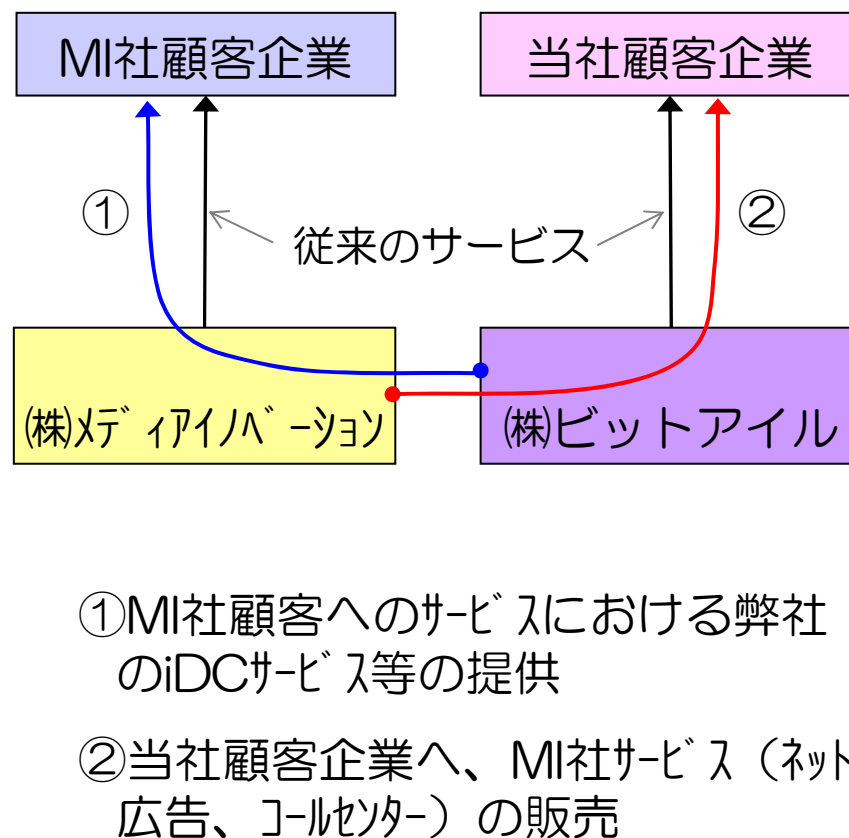 MI社顧客企業
当社顧客企業
①
②
従来のサービス
㈱ﾒﾃﾞｨｱｲﾉﾍﾞｰｼｮﾝ
㈱ビットアイル
①MI社顧客へのｻｰﾋﾞｽにおける弊社
のiDCｻｰﾋﾞｽ等の提供
②当社顧客企業へ、MI社ｻｰﾋﾞｽ（ﾈｯﾄ
広告、ｺｰﾙｾﾝﾀｰ）の販売